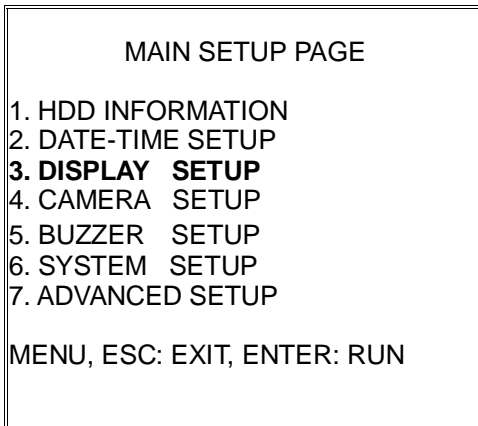 MAIN SETUP PAGE
1. HDD INFORMATION
2. DATE-TIME SETUP
3. DISPLAY SETUP
4. CAMERA SETUP
5. BUZZER SETUP
6. SYSTEM SETUP
7. ADVANCED SETUP
MENU, ESC: EXIT, ENTER: RUN